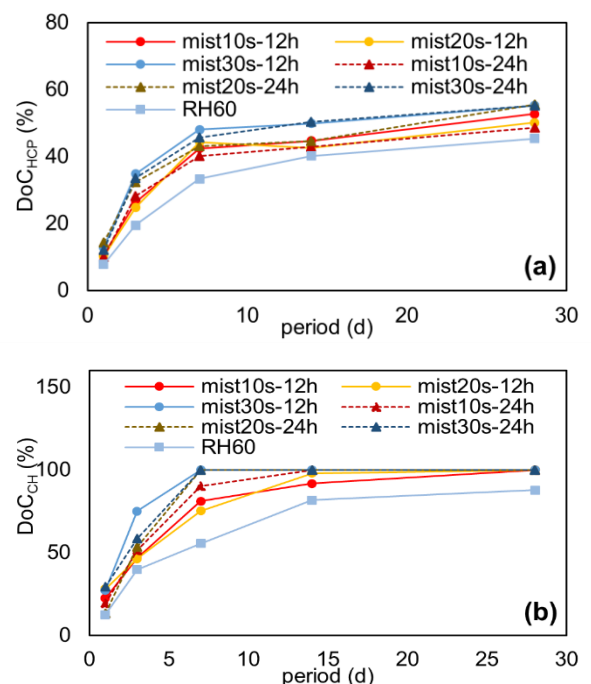 80
60
40
20
0
DoC_HCP (%)
mist10s-12h mist20s-12h
mist30s-12h mist10s-24h
mist20s-24h mist30s-24h
RH60
(a)
0 10 20 30
period (d)
150
100
50
0
DoC_CH (%)
mist10s-12h mist20s-12h
mist30s-12h mist10s-24h
mist20s-24h mist30s-24h
RH60
(b)
0 5 10 15 20 25 30
period (d)